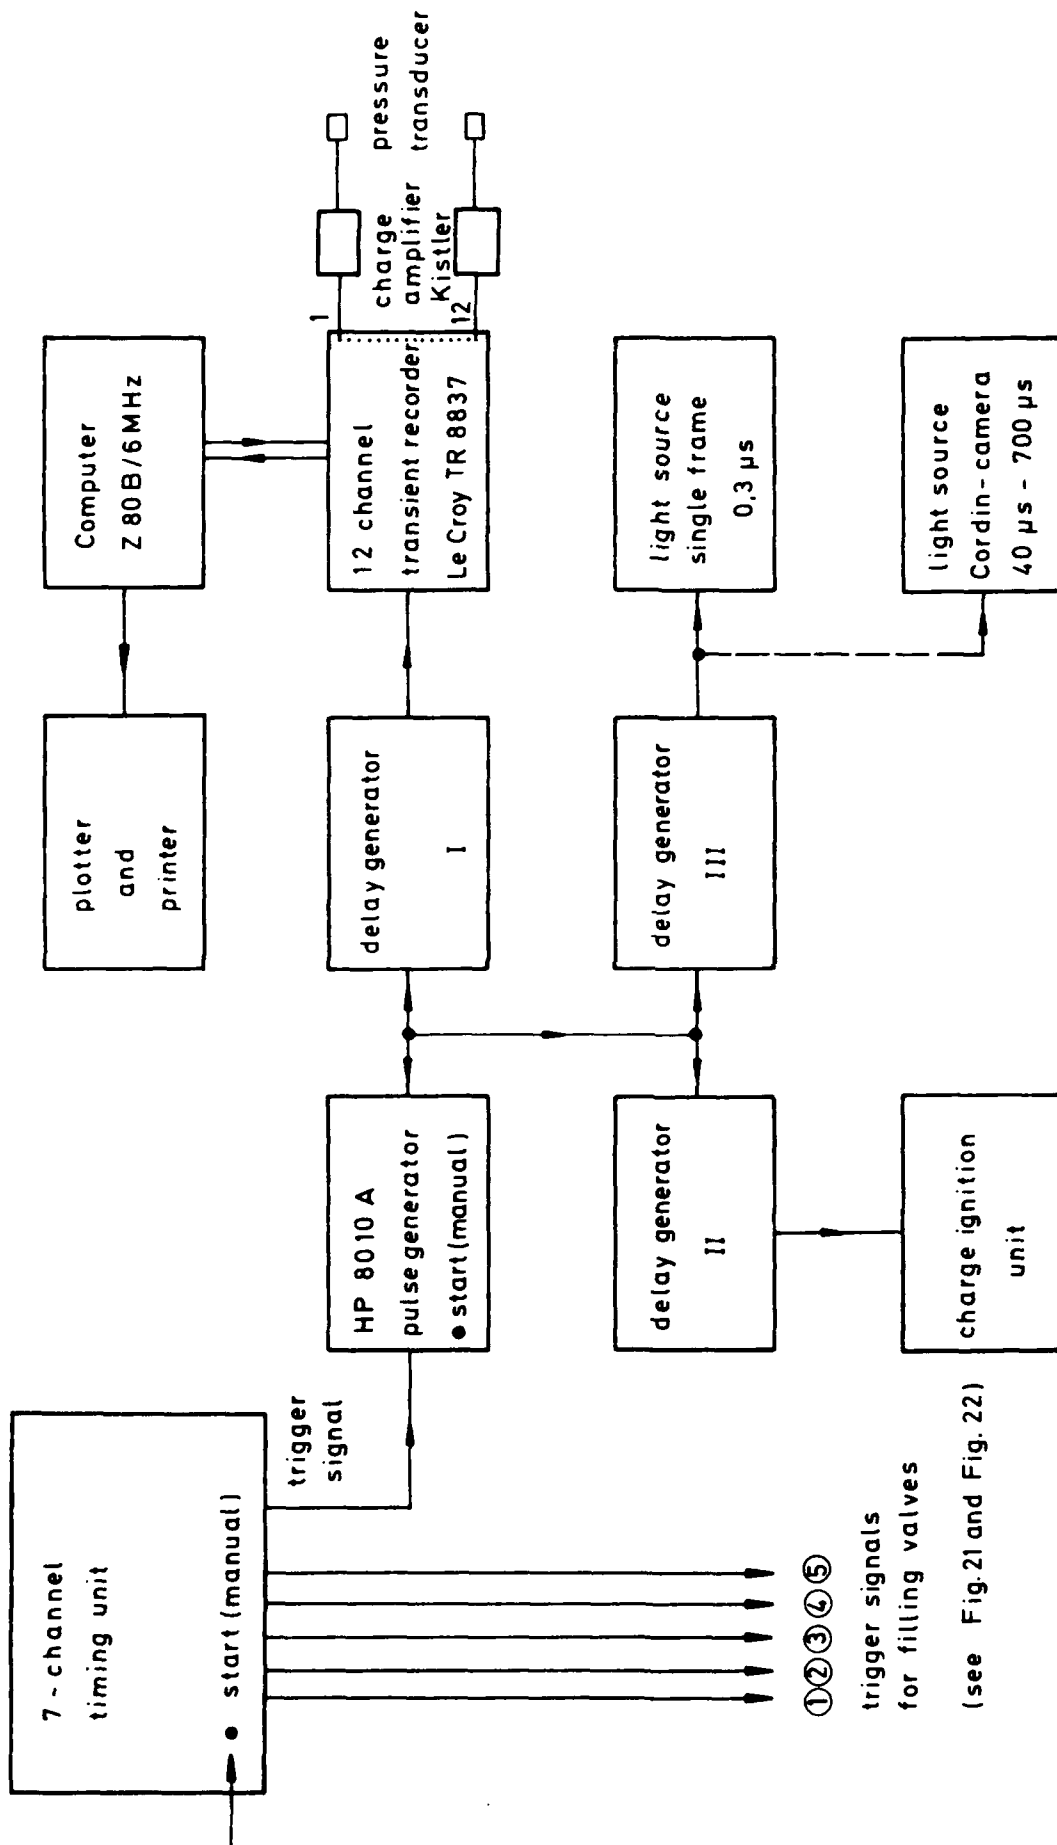 7-channel
timing unit
● start (manual)
trigger
signal
①②③④⑤
trigger signals
for filling valves
(see Fig. 21 and Fig. 22)
HP 8010 A
pulse generator
● start (manual)
delay generator
II
charge ignition
unit
plotter
and
printer
delay generator
I
delay generator
III
Computer
Z 80B/6MHz
12 channel
transient recorder
Le Croy TR 8837
1
12
charge
amplifier
Kistler
pressure
transducer
light source
single frame
0,3 µs
light source
Cordin-camera
40 µs - 700 µs